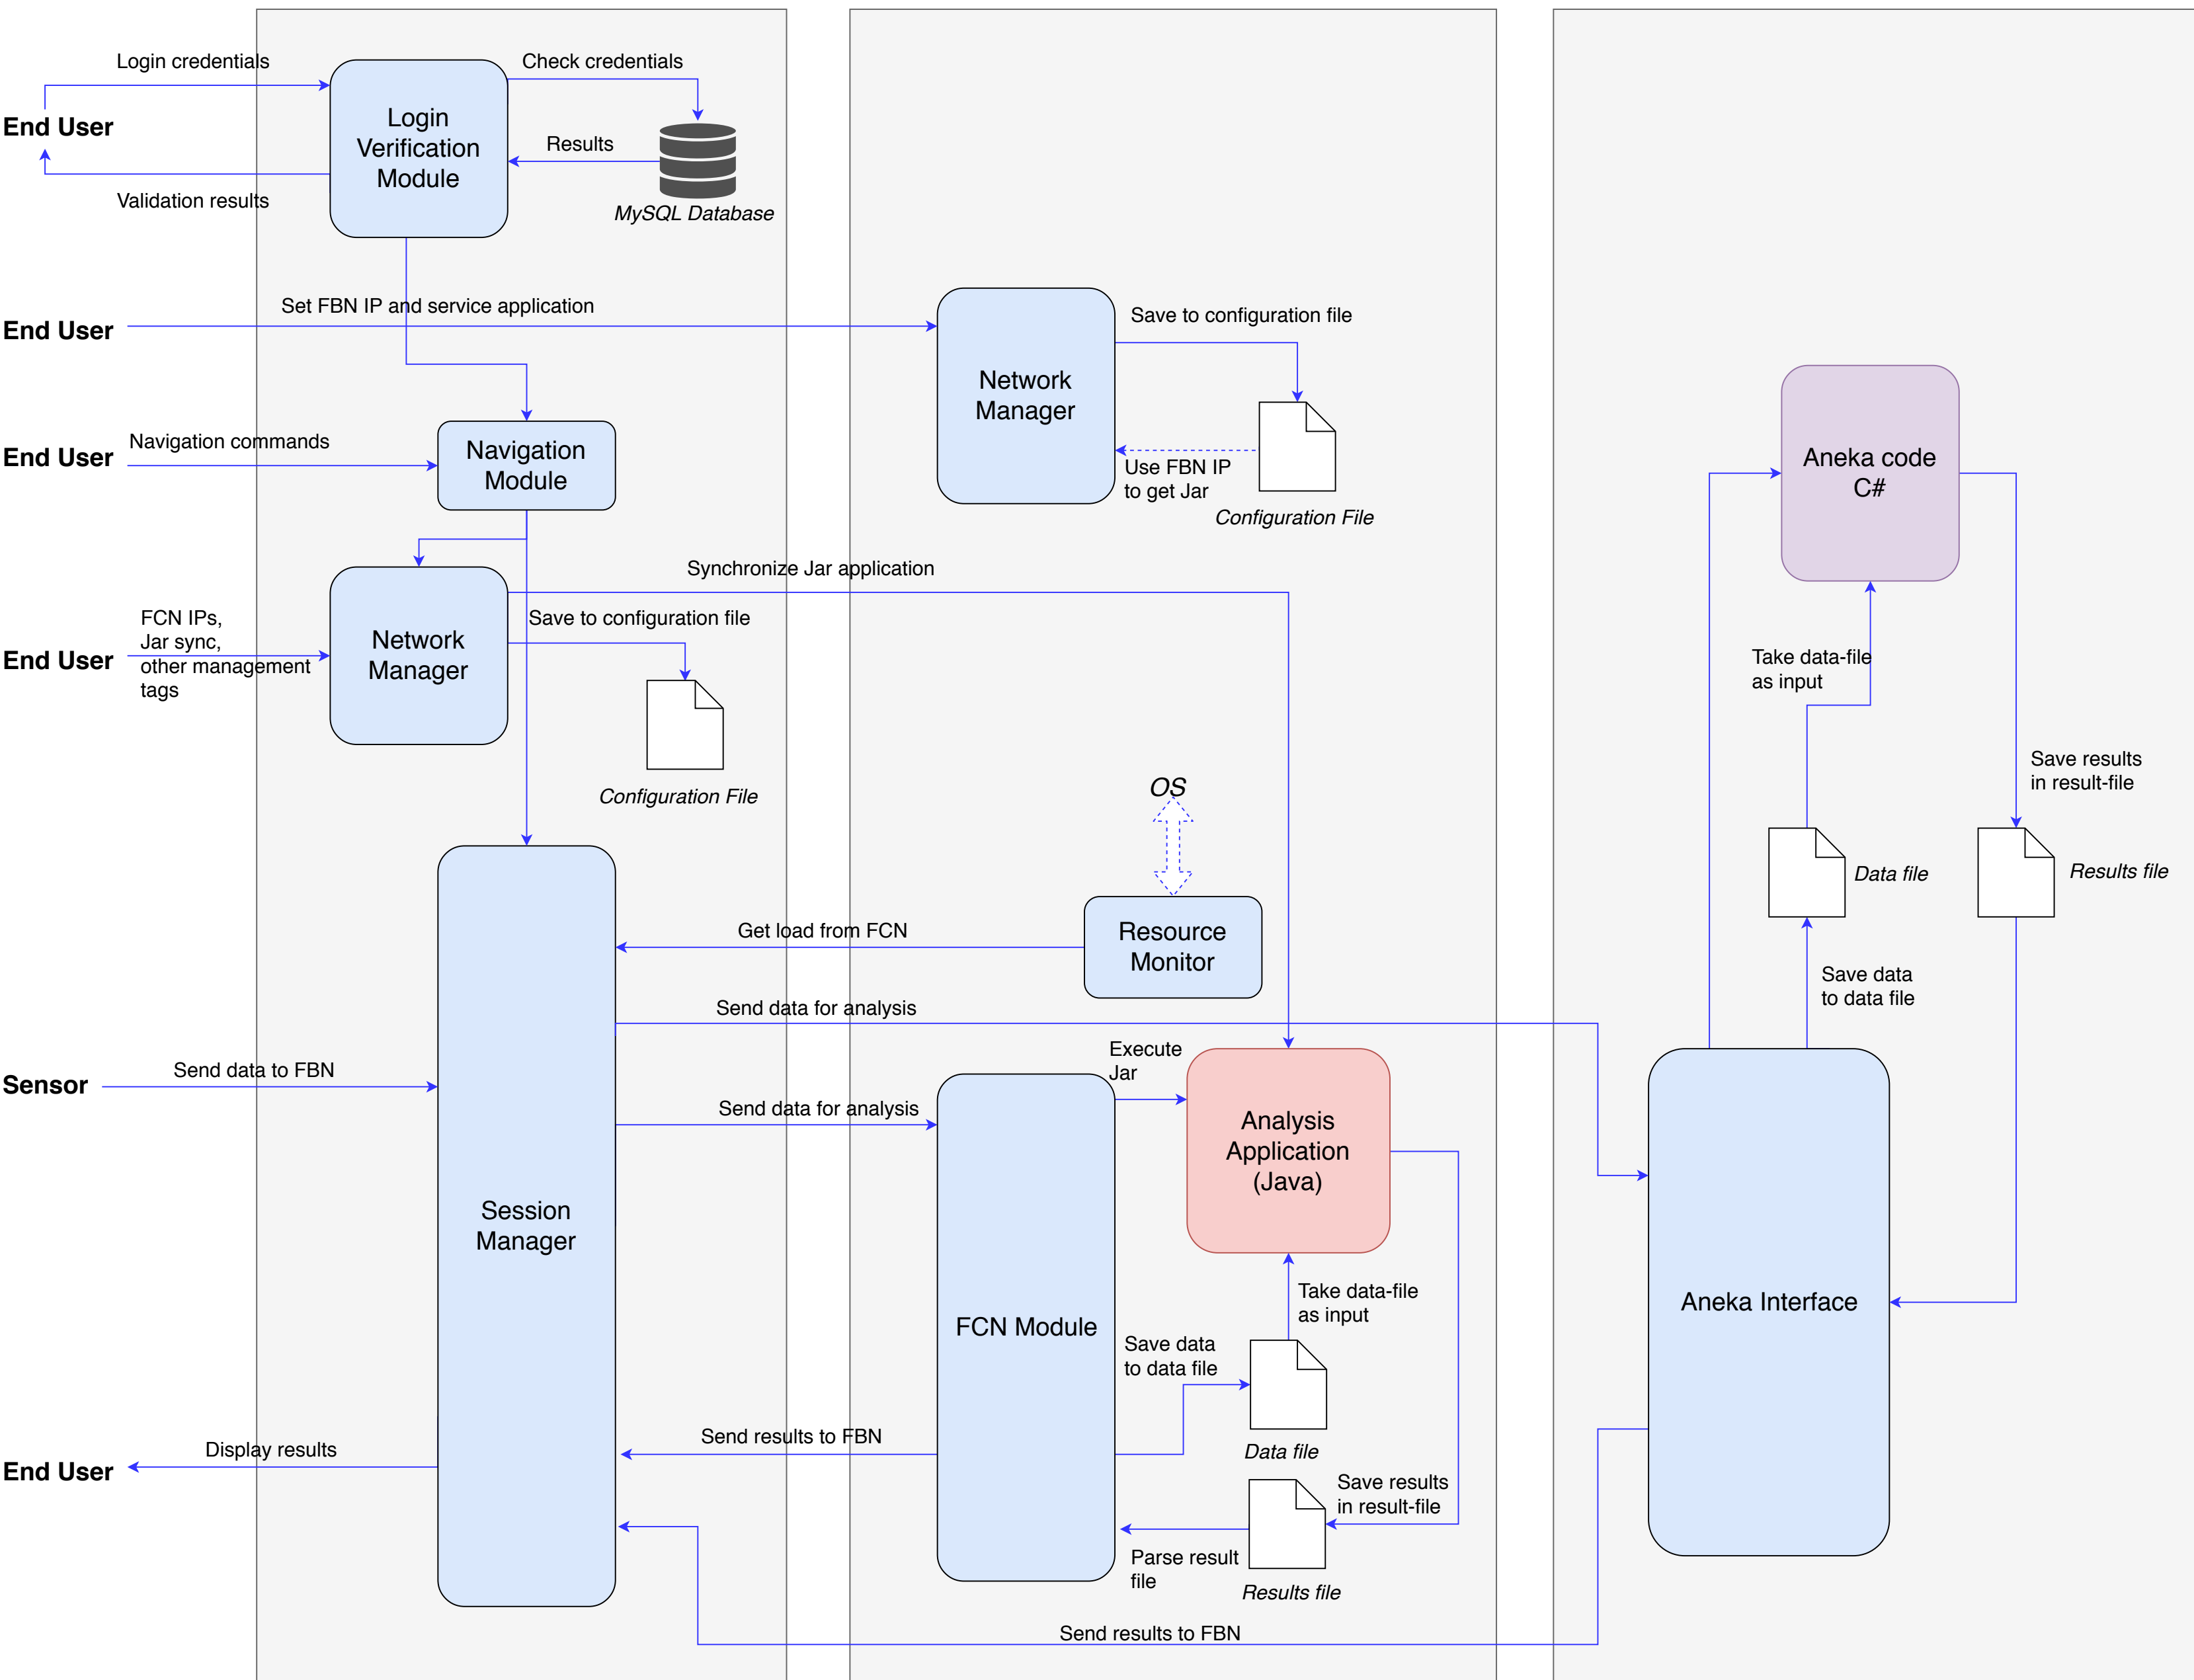 Login credentials
Check credentials
End User
Login
Verification
Module
Results
Validation results
MySQL Database
Set FBN IP and service application
End User
Save to configuration file
Network
Manager
Navigation commands
End User
Navigation
Module
Use FBN IP
to get Jar
Configuration File
Aneka code
C#
Synchronize Jar application
FCN IPs,
Jar sync,
other management
tags
End User
Network
Manager
Save to configuration file
Configuration File
Take data-file
as input
Save results
in result-file
OS
Data file
Results file
Get load from FCN
Resource
Monitor
Save data
to data file
Send data for analysis
Sensor
Send data to FBN
Send data for analysis
Execute
Jar
Analysis
Application
(Java)
Session
Manager
FCN Module
Take data-file
as input
Aneka Interface
Save data
to data file
Data file
Send results to FBN
Display results
End User
Save results
in result-file
Parse result
file
Results file
Send results to FBN